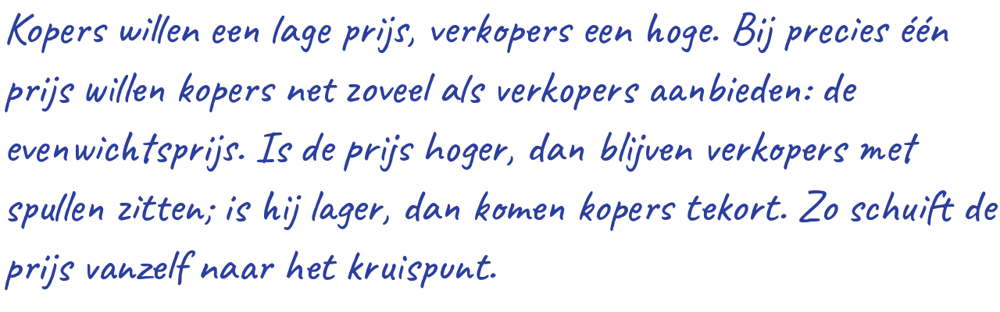 Kopers willen een lage prijs, verkopers een hoge. Bij precies één
prijs willen kopers net zoveel als verkopers aanbieden: de
evenwichtsprijs. Is de prijs hoger, dan blijven verkopers met
spullen zitten; is hij lager, dan komen kopers tekort. Zo schuift de
prijs vanzelf naar het kruispunt.